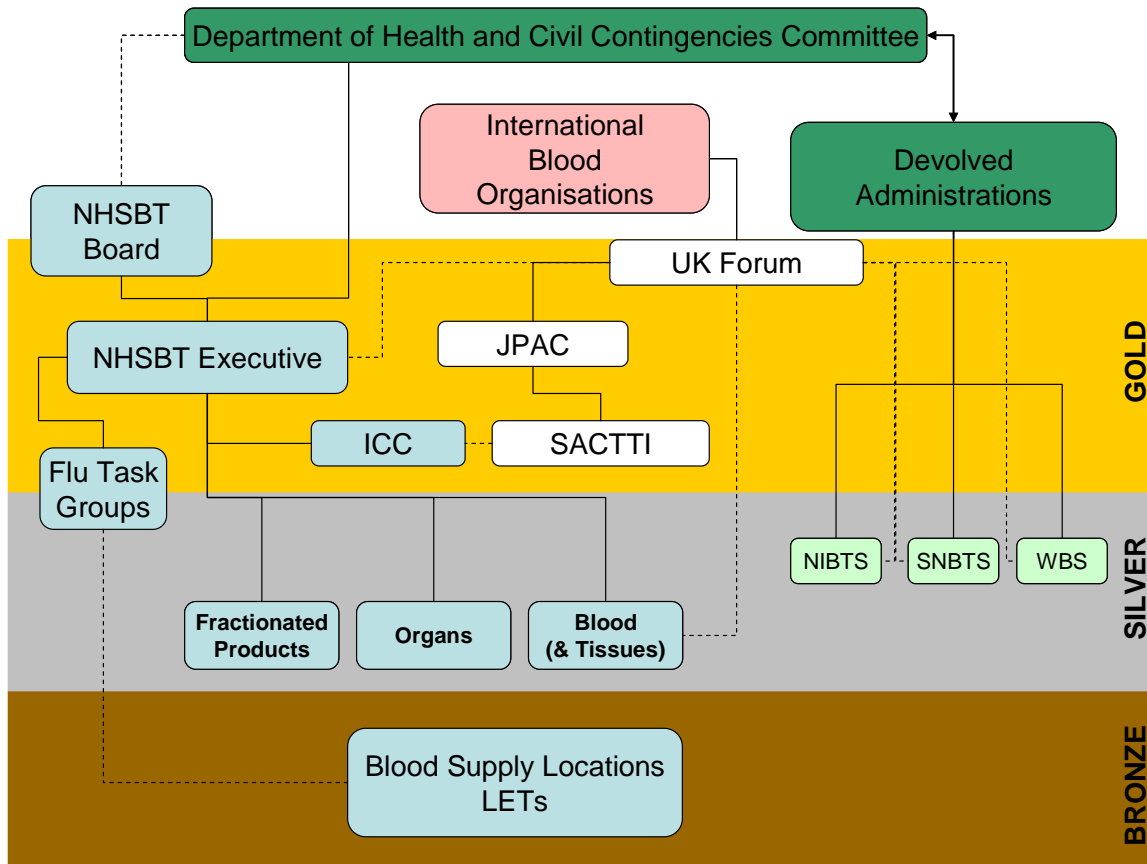 Department of Health and Civil Contingencies Committee
International
Blood
Organisations
Devolved
Administrations
NHSBT
Board
UK Forum
NHSBT Executive
JPAC
GOLD
ICC
SACTTI
Flu Task
Groups
NIBTS
SNBTS
WBS
SILVER
Fractionated
Products
Organs
Blood
(& Tissues)
Blood Supply Locations
LETs
BRONZE